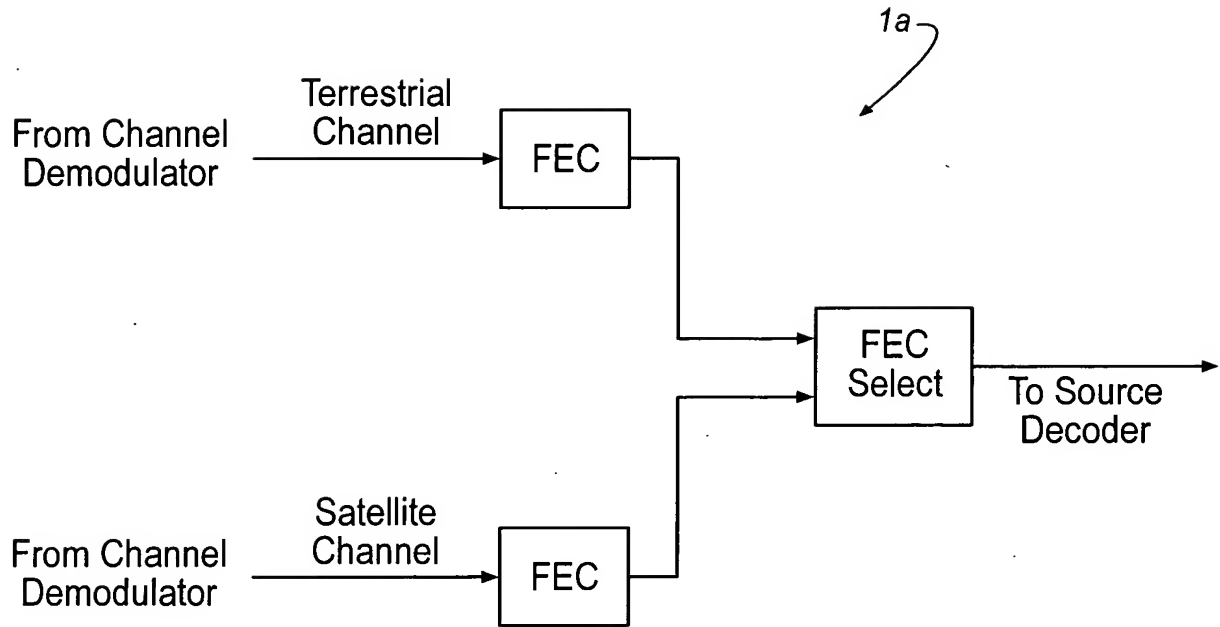 1a
Terrestrial
Channel
From Channel
Demodulator
FEC
FEC
Select
To Source
Decoder
Satellite
Channel
From Channel
Demodulator
FEC